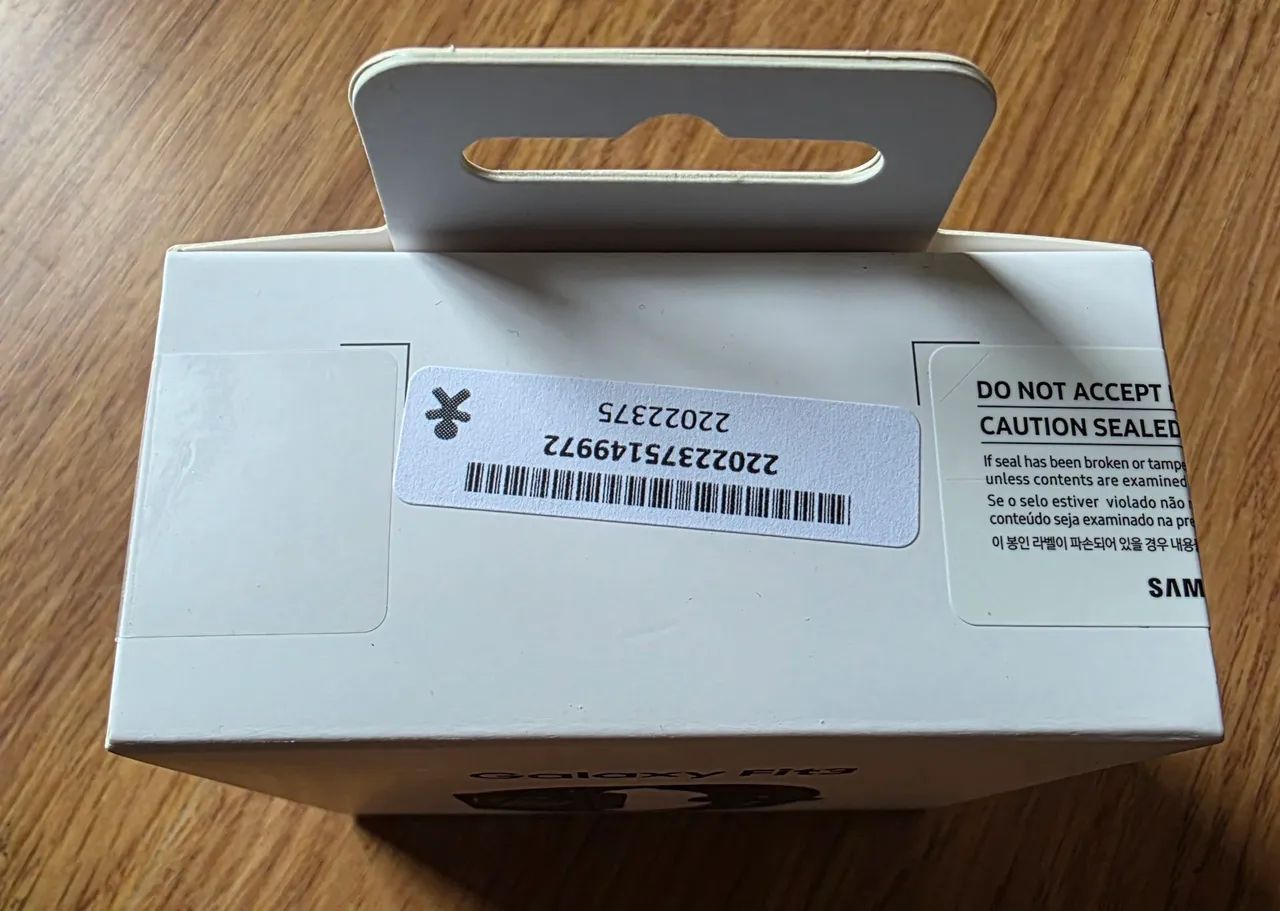 22022375149972
22022375
DO NOT ACCEPT
CAUTION SEALED
If seal has been broken or tampe
unless contents are examined
Se o selo estiver violado não
conteúdo seja examinado na pre
이 봉인 라벨이 파손되어 있을 경우 내용
SAM
Galaxy Fit3